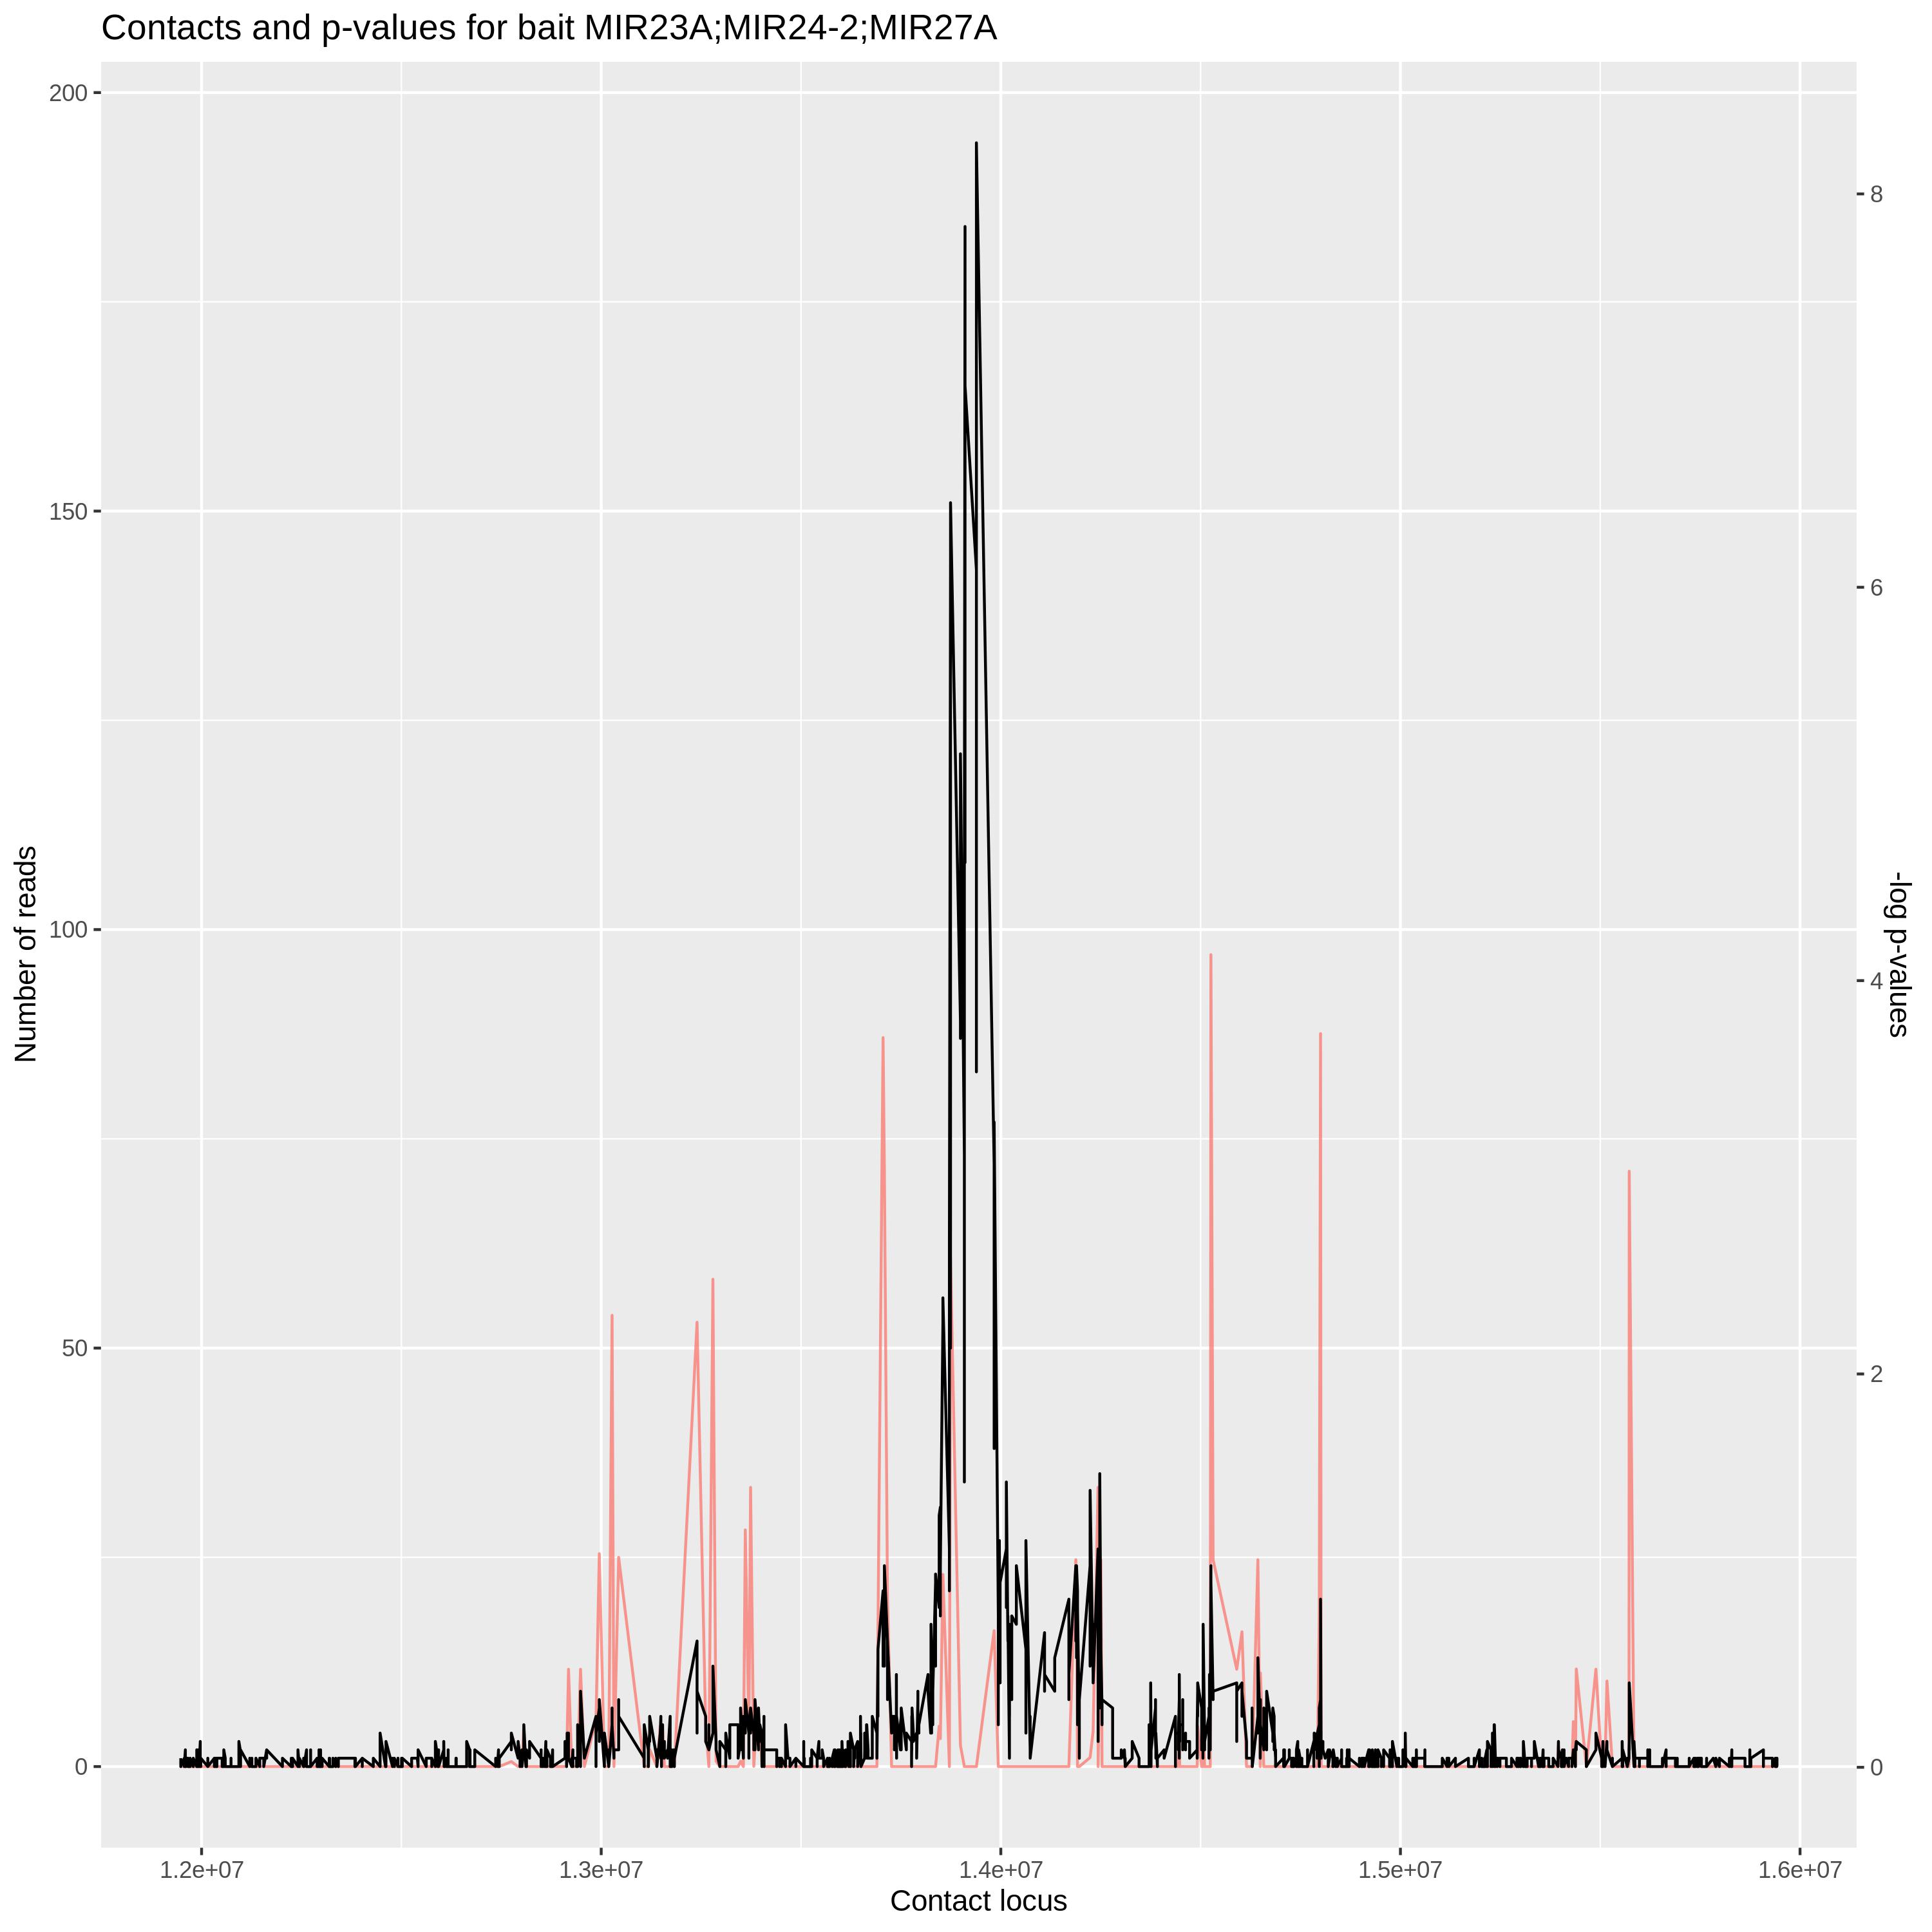 Contacts and p-values for bait MIR23A;MIR24-2;MIR27A
200
150
100
50
0
Number of reads
8
6
4
2
0
-log p-values
1.2e+07
1.3e+07
1.4e+07
1.5e+07
1.6e+07
Contact locus